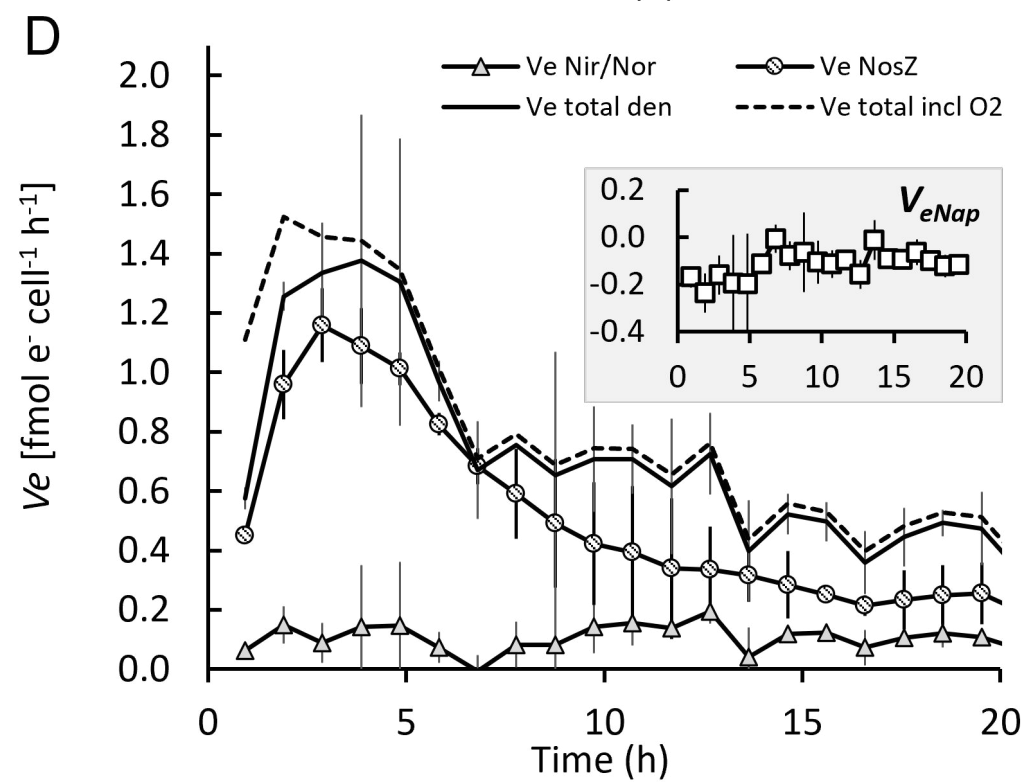 D
Ve Nir/Nor
Ve NosZ
Ve total den
Ve total incl O2
Ve [fmol e- cell-1 h-1]
2.0
1.8
1.6
1.4
1.2
1.0
0.8
0.6
0.4
0.2
0.0
0 5 10 15 20
Time (h)
VeNap
0.2
0.0
-0.2
-0.4
0 5 10 15 20